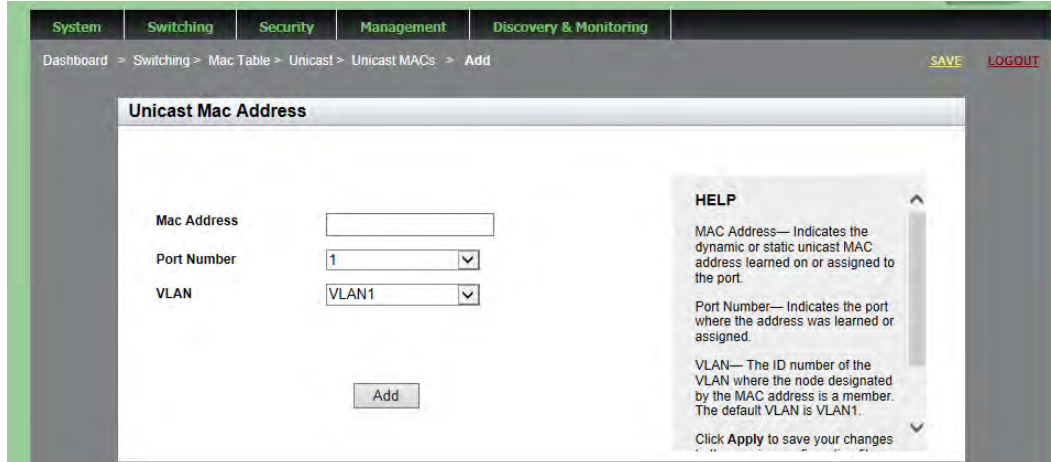 System Switching Security Management Discovery & Monitoring
Dashboard > Switching > Mac Table > Unicast > Unicast MACs > Add
SAVE LOGOUT
Unicast Mac Address
Mac Address
Port Number 1
VLAN VLAN1
Add
HELP
MAC Address— Indicates the
dynamic or static unicast MAC
address learned on or assigned to
the port.
Port Number— Indicates the port
where the address was learned or
assigned.
VLAN— The ID number of the
VLAN where the node designated
by the MAC address is a member.
The default VLAN is VLAN1.
Click Apply to save your changes